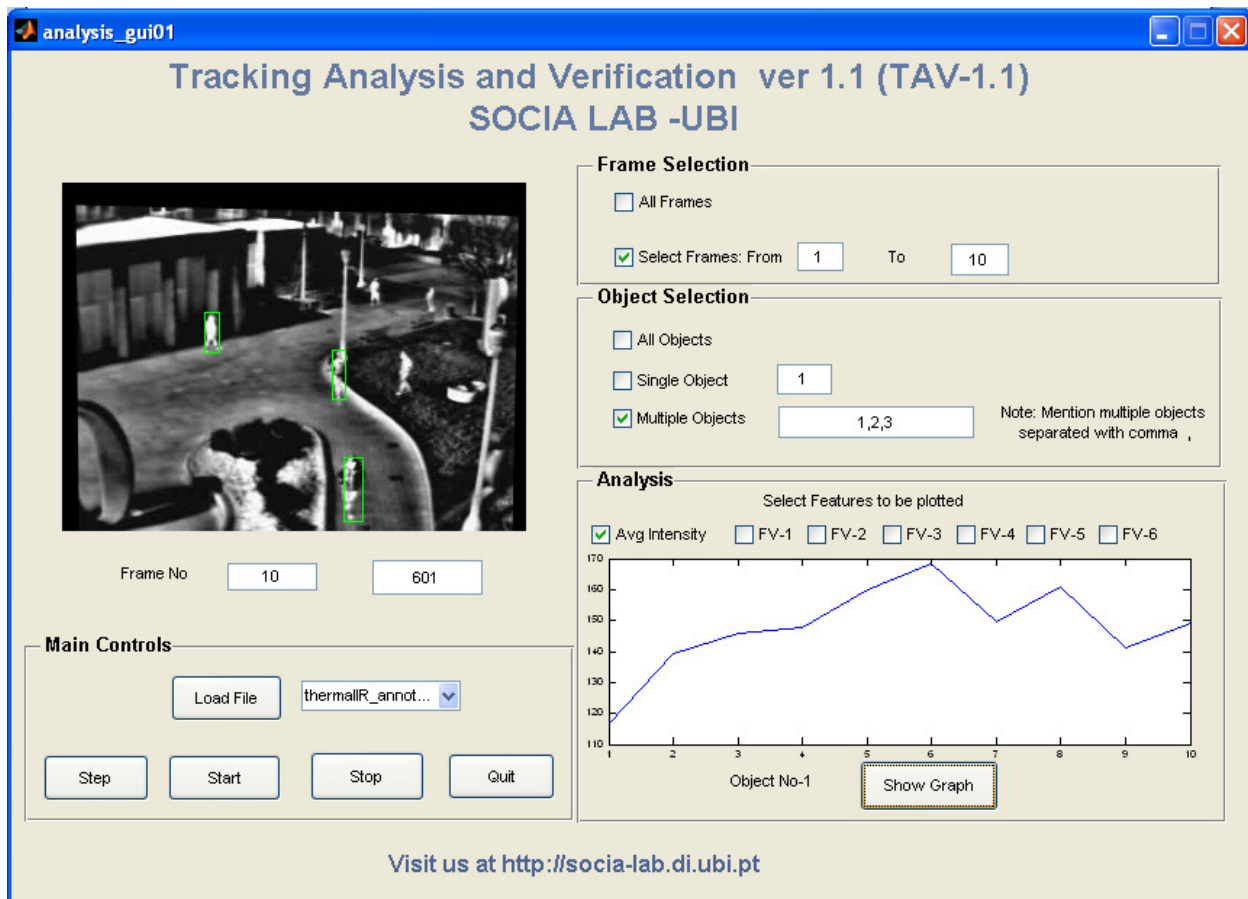 analysis_gui01
Tracking Analysis and Verification ver 1.1 (TAV-1.1)
SOCIA LAB -UBI
Frame Selection
All Frames
Select Frames: From 1 To 10
Object Selection
All Objects
Single Object 1
Multiple Objects 1,2,3
Note: Mention multiple objects
separated with comma ,
Analysis
Select Features to be plotted
Avg Intensity FV-1 FV-2 FV-3 FV-4 FV-5 FV-6
170
160
150
140
130
120
110
1 2 3 4 5 6 7 8 9 10
Object No-1 Show Graph
Frame No 10 601
Main Controls
Load File thermalIR_annot...
Step Start Stop Quit
Visit us at http://socia-lab.di.ubi.pt